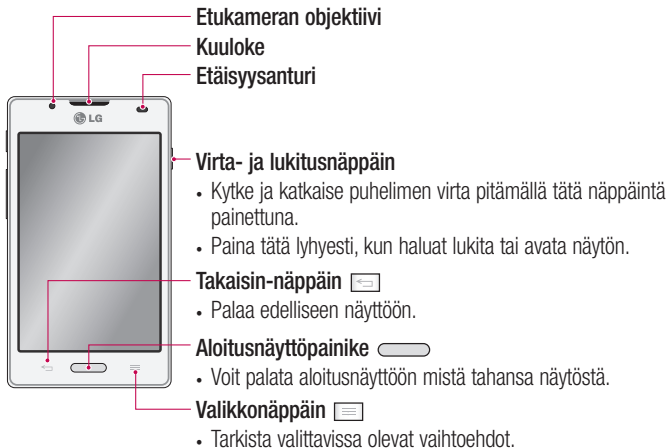 Etukameran objektiivi
Kuuloke
Etäisyysanturi
LG
Virta- ja lukitusnäppäin
• Kytke ja katkaise puhelimen virta pitämällä tätä näppäintä
painettuna.
• Paina tätä lyhyesti, kun haluat lukita tai avata näytön.
Takaisin-näppäin
• Palaa edelliseen näyttöön.
Aloitusnäyttöpainike
• Voit palata aloitusnäyttöön mistä tahansa näytöstä.
Valikkonäppäin
• Tarkista valittavissa olevat vaihtoehdot.